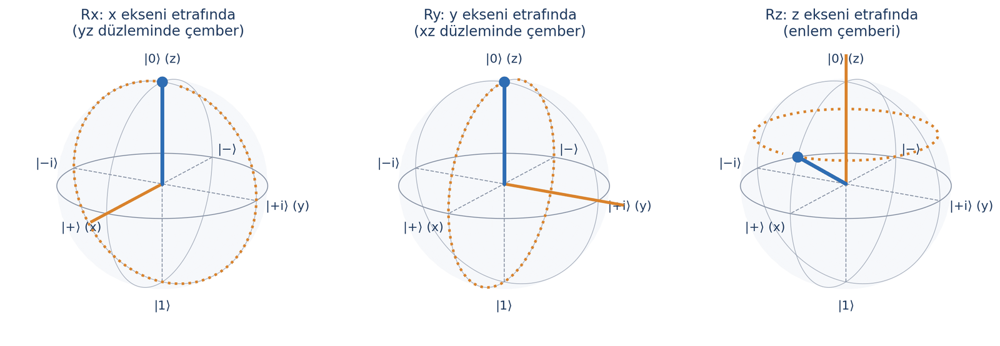 Rx: x ekseni etrafında
(yz düzleminde çember)
|0⟩ (z)
|−⟩
|−i⟩
|+i⟩ (y)
|+⟩ (x)
|1⟩
Ry: y ekseni etrafında
(xz düzleminde çember)
|0⟩ (z)
|−⟩
|−i⟩
|+i⟩ (y)
|+⟩ (x)
|1⟩
Rz: z ekseni etrafında
(enlem çemberi)
|0⟩ (z)
|−⟩
|−i⟩
|+i⟩ (y)
|+⟩ (x)
|1⟩